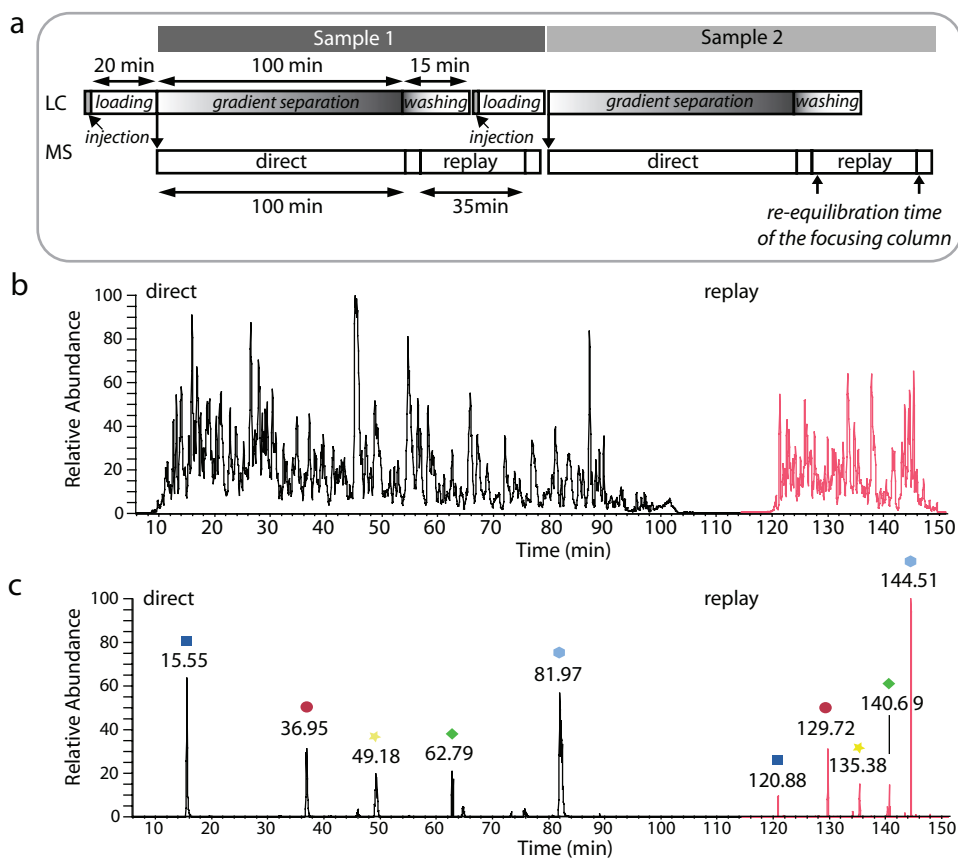 a
Sample 1
Sample 2
20 min
100 min
15 min
LC
loading
gradient separation
washing
loading
gradient separation
washing
injection
injection
MS
direct
replay
direct
replay
100 min
35min
re-equilibration time
of the focusing column
b
direct
replay
Relative Abundance
100
80
60
40
20
0
10 20 30 40 50 60 70 80 90 100 110 120 130 140 150
Time (min)
c
direct
replay
144.51
Relative Abundance
100
80
60
40
20
0
15.55
36.95
49.18
62.79
81.97
120.88
129.72
135.38
140.69
10 20 30 40 50 60 70 80 90 100 110 120 130 140 150
Time (min)